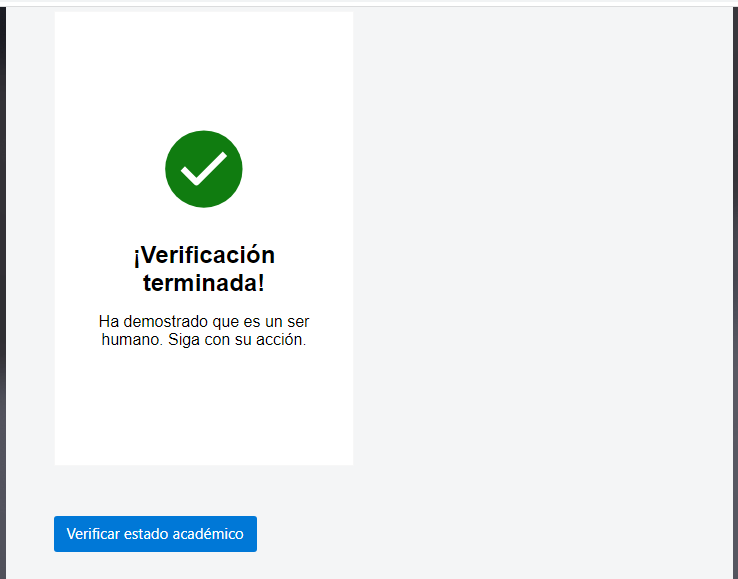 ¡Verificación
terminada!
Ha demostrado que es un ser
humano. Siga con su acción.
Verificar estado académico